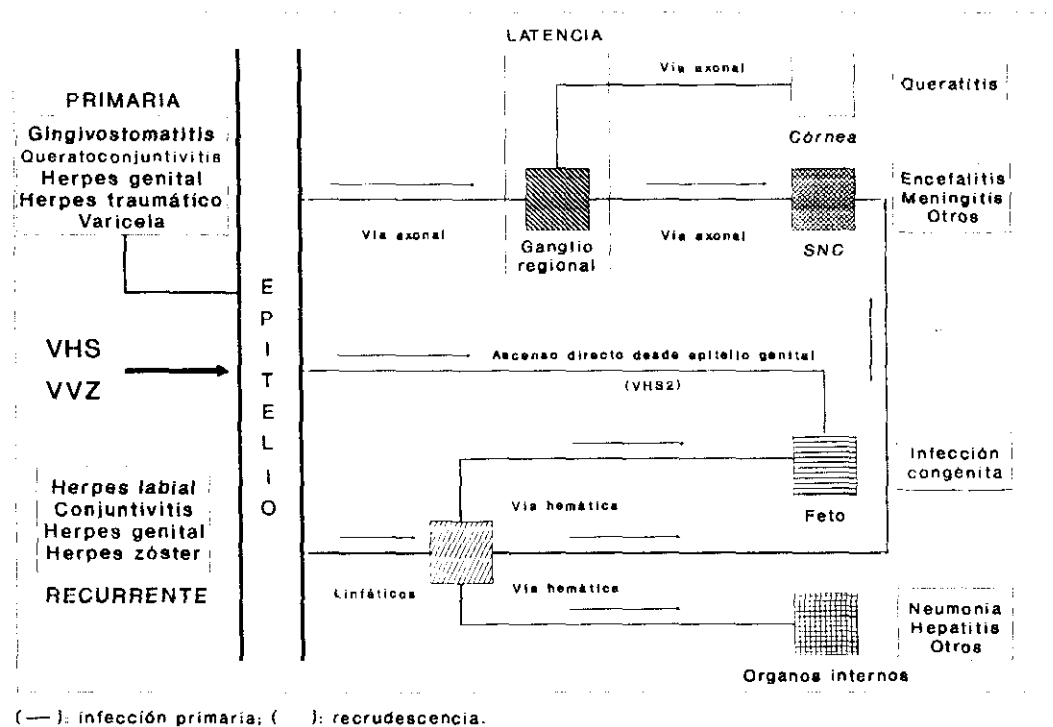 LATENCIA
Vía axonal
PRIMARIA
Gingivostomatitis
Queratoconjuntivitis
Herpes genital
Herpes traumático
Varicela
Queratitis
Córnea
Encefalitis
Meningitis
Otros
Vía axonal
Ganglio
regional
Vía axonal
SNC
EPITELIO
VHS
VVZ
Ascenso directo desde epitelio genital
(VHS2)
Infección
congénita
Feto
Herpes labial
Conjuntivitis
Herpes genital
Herpes zóster
RECURRENTE
Vía hemática
Linfáticos
Vía hemática
Neumonia
Hepatitis
Otros
Organos internos
(—): infección primaria; ( ): recrudescencia.